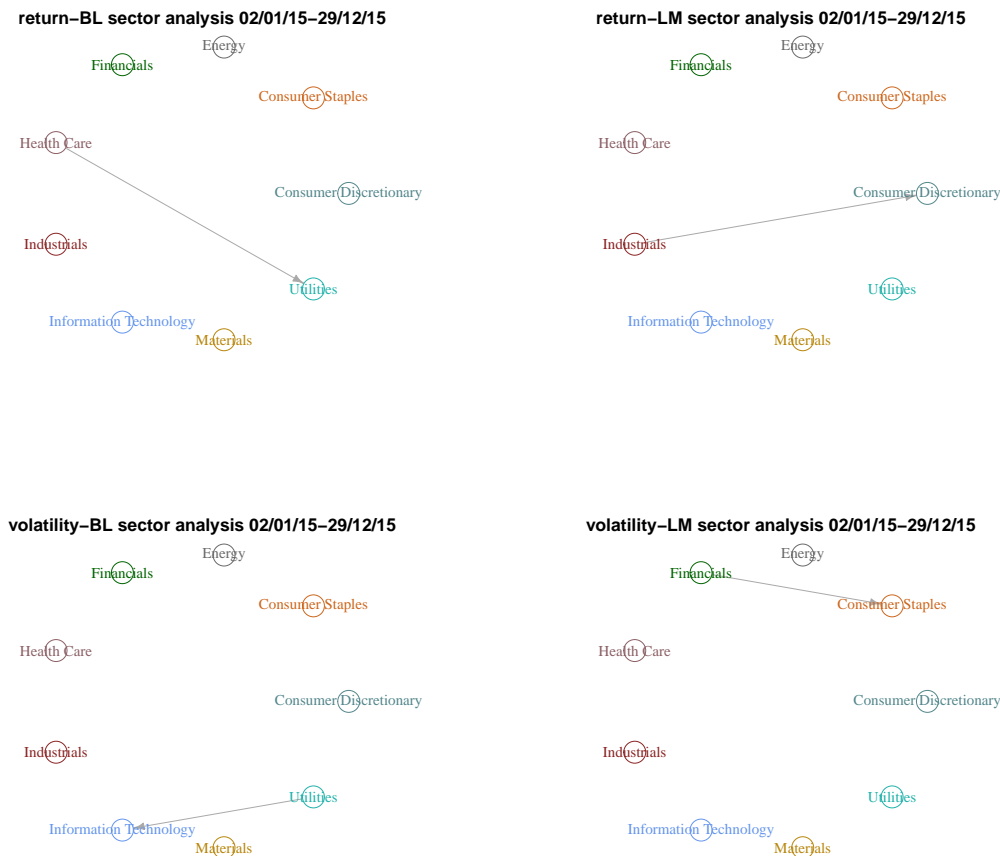 return–BL sector analysis 02/01/15–29/12/15
Energy
Financials
Consumer Staples
Health Care
Consumer Discretionary
Industrials
Utilities
Information Technology
Materials
return–LM sector analysis 02/01/15–29/12/15
Energy
Financials
Consumer Staples
Health Care
Consumer Discretionary
Industrials
Utilities
Information Technology
Materials
volatility–BL sector analysis 02/01/15–29/12/15
Energy
Financials
Consumer Staples
Health Care
Consumer Discretionary
Industrials
Utilities
Information Technology
Materials
volatility–LM sector analysis 02/01/15–29/12/15
Energy
Financials
Consumer Staples
Health Care
Consumer Discretionary
Industrials
Utilities
Information Technology
Materials